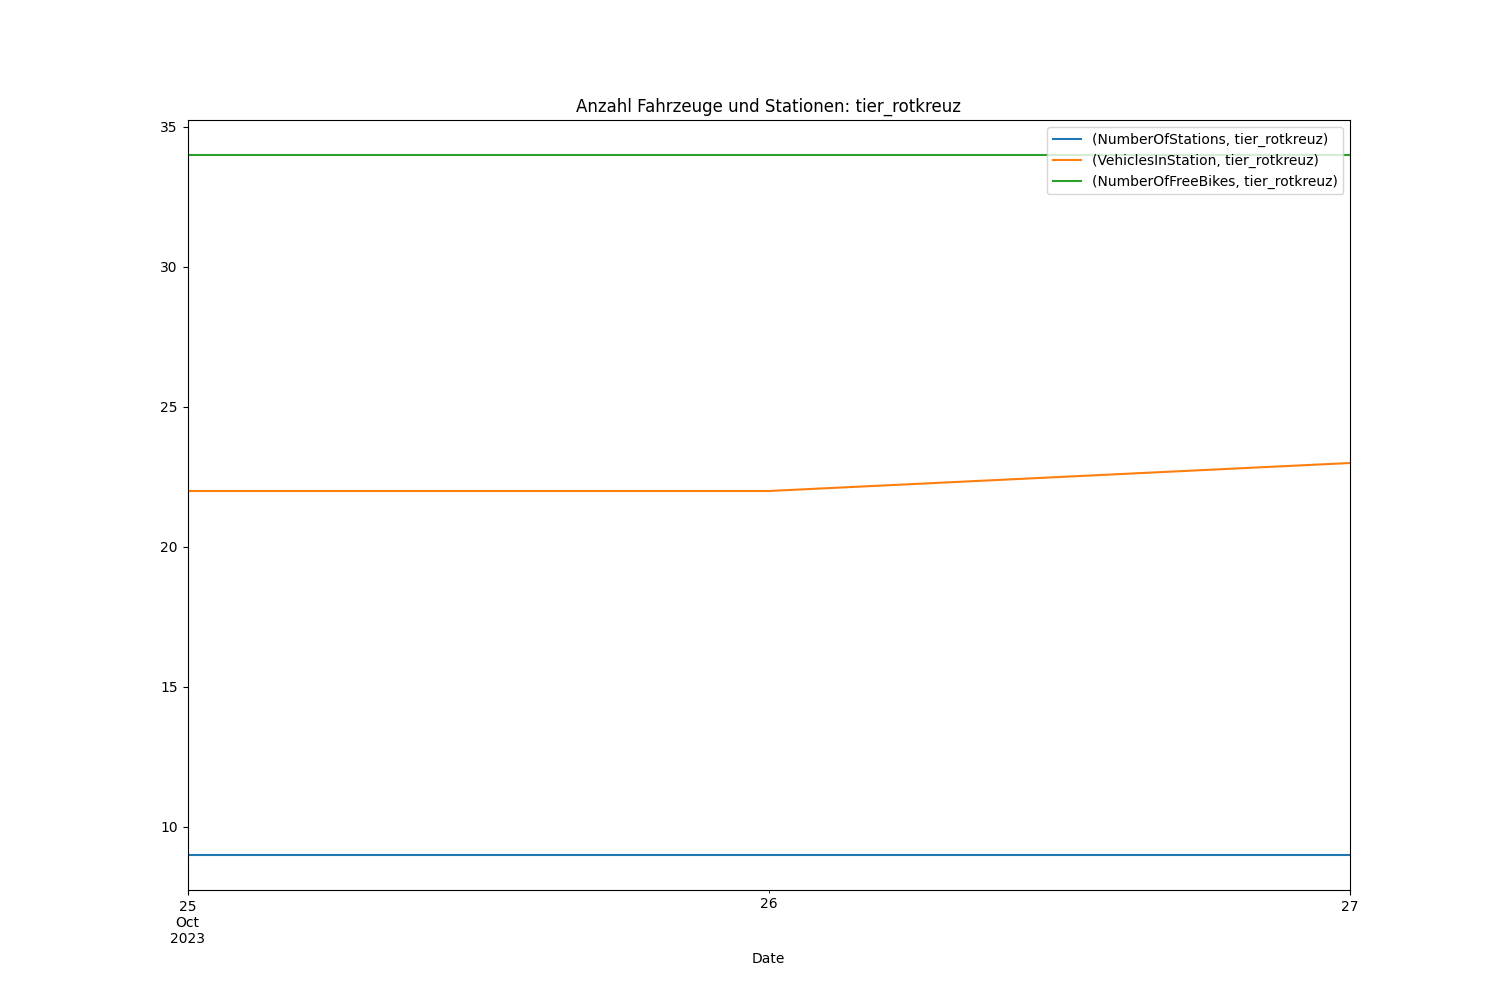 Anzahl Fahrzeuge und Stationen: tier_rotkreuz
(NumberOfStations, tier_rotkreuz)
(VehiclesInStation, tier_rotkreuz)
(NumberOfFreeBikes, tier_rotkreuz)
35
30
25
20
15
10
25
Oct
2023
26
27
Date